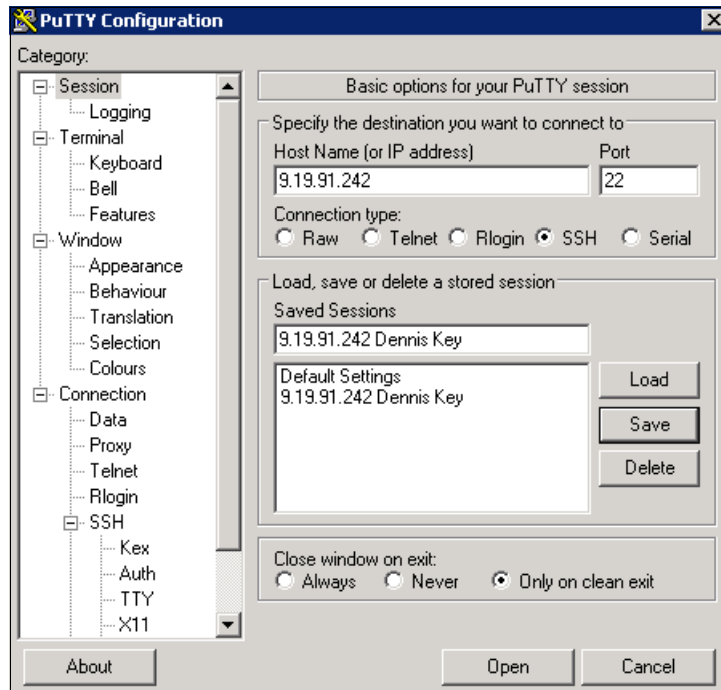 PuTTY Configuration
Category:
Session
Logging
Terminal
Keyboard
Bell
Features
Window
Appearance
Behaviour
Translation
Selection
Colours
Connection
Data
Proxy
Telnet
Rlogin
SSH
Kex
Auth
TTY
X11
Basic options for your PuTTY session
Specify the destination you want to connect to
Host Name (or IP address) Port
9.19.91.242 22
Connection type:
Raw Telnet Rlogin SSH Serial
Load, save or delete a stored session
Saved Sessions
9.19.91.242 Dennis Key
Default Settings
9.19.91.242 Dennis Key
Load
Save
Delete
Close window on exit:
Always Never Only on clean exit
About Open Cancel